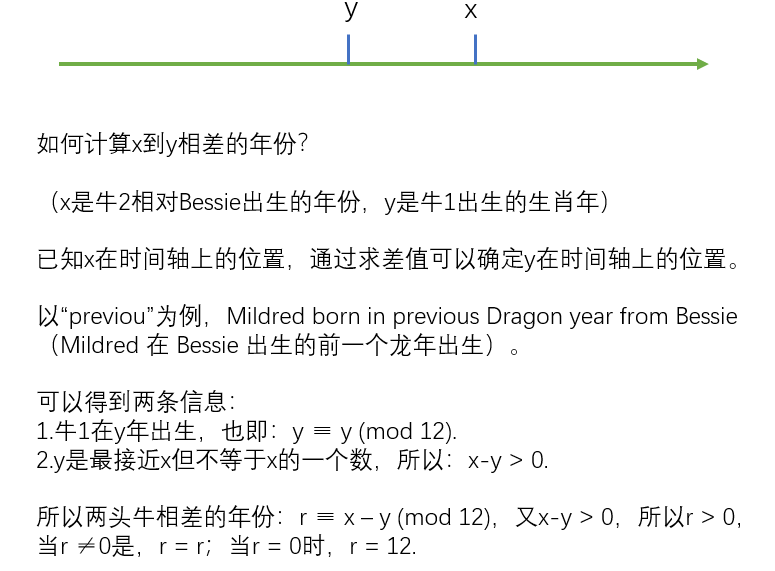 y x
如何计算x到y相差的年份？
（x是牛2相对Bessie出生的年份，y是牛1出生的生肖年）
已知x在时间轴上的位置，通过求差值可以确定y在时间轴上的位置。
以“previou”为例，Mildred born in previous Dragon year from Bessie
（Mildred 在 Bessie 出生的前一个龙年出生）。
可以得到两条信息：
1.牛1在y年出生，也即：y ≡ y (mod 12).
2.y是最接近x但不等于x的一个数，所以：x-y > 0.
所以两头牛相差的年份：r ≡ x – y (mod 12)，又x-y > 0，所以r > 0，
当r ≠0是，r = r；当r = 0时，r = 12.